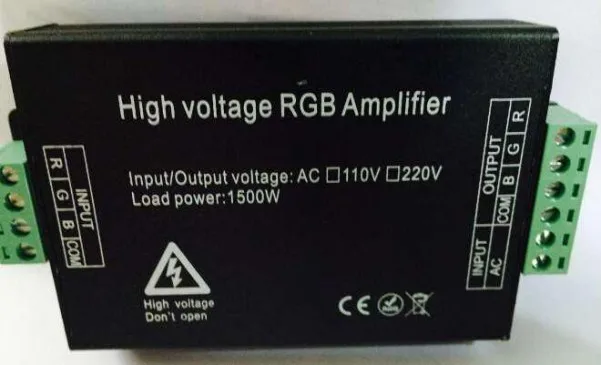 High voltage RGB Amplifier
Input/Output voltage: AC □110V □220V
Load power:1500W
High voltage
Don't open
R
G
B
COM
INPUT
OUTPUT
R
G
B
COM
INPUT
AC
CE